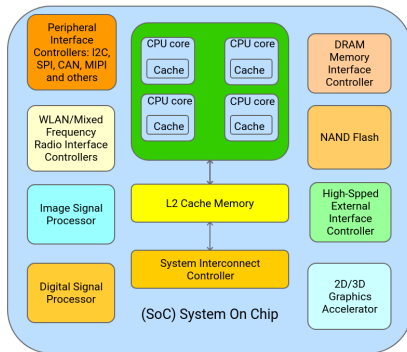 Peripheral
Interface
Controllers: I2C,
SPI, CAN, MIPI
and others
WLAN/Mixed
Frequency
Radio Interface
Controllers
Image Signal
Processor
Digital Signal
Processor
CPU core
Cache
CPU core
Cache
CPU core
Cache
CPU core
Cache
L2 Cache Memory
System Interconnect
Controller
(SoC) System On Chip
DRAM
Memory
Interface
Controller
NAND Flash
High-Spped
External
Interface
Controller
2D/3D
Graphics
Accelerator